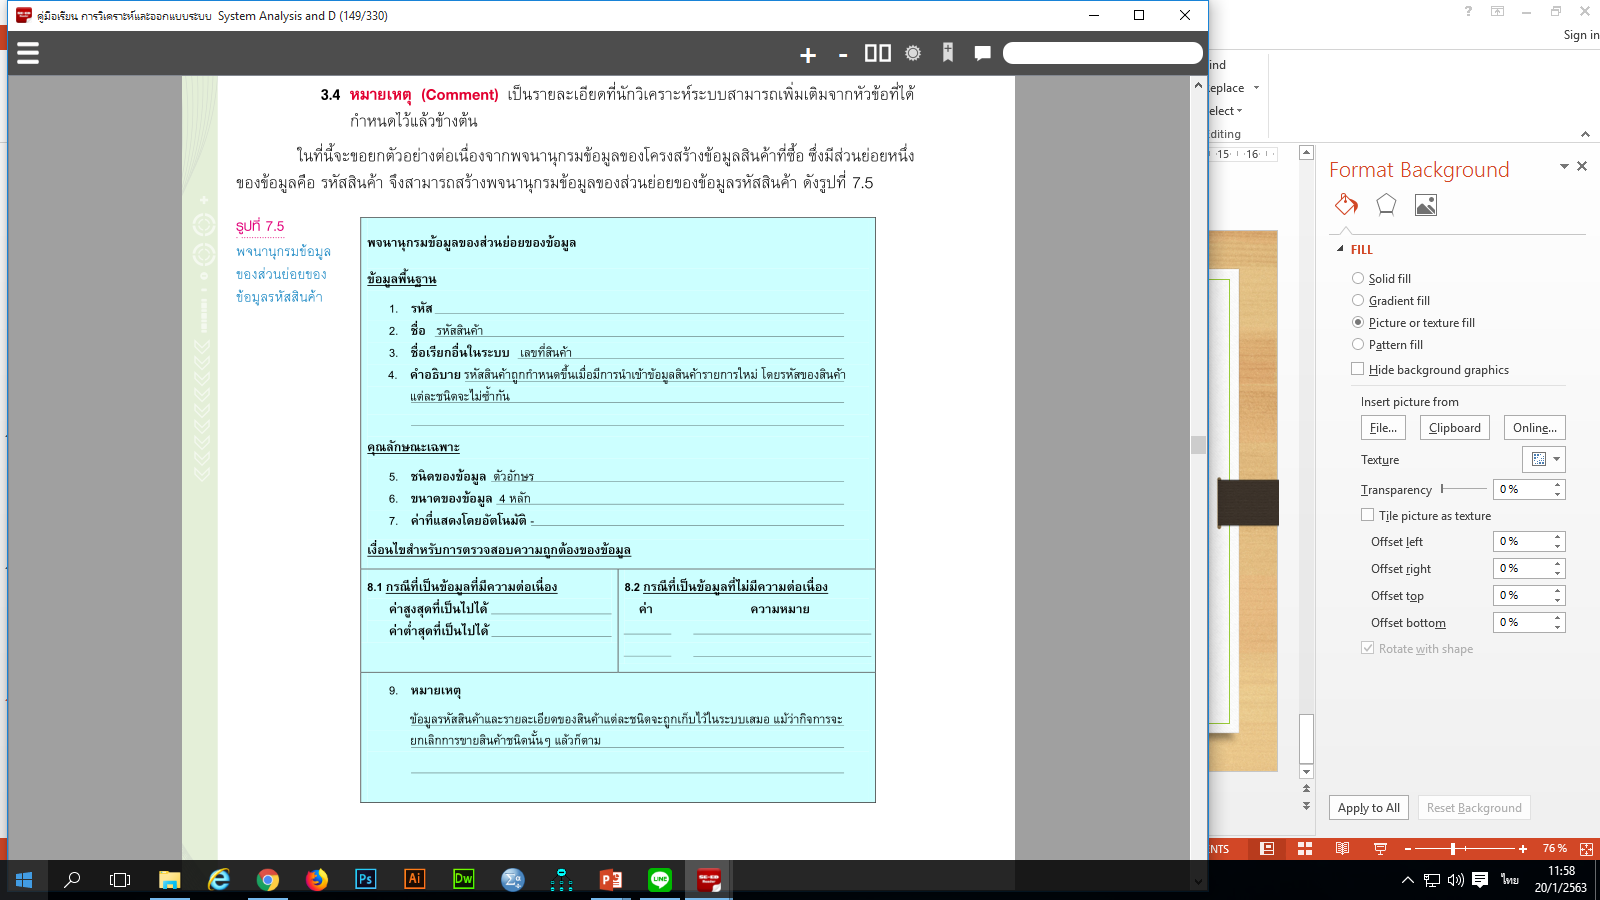 คู่มือเรียน การวิเคราะห์และออกแบบระบบ System Analysis and D (149/330)
Sign in
3.4 หมายเหตุ (Comment) เป็นรายละเอียดที่นักวิเคราะห์ระบบสามารถเพิ่มเติมจากหัวข้อที่ได้
กำหนดไว้แล้วข้างต้น
ในที่นี้จะขอยกตัวอย่างต่อเนื่องจากพจนานุกรมข้อมูลของโครงสร้างข้อมูลสินค้าที่ซื้อ ซึ่งมีส่วนย่อยหนึ่ง
ของข้อมูลคือ รหัสสินค้า จึงสามารถสร้างพจนานุกรมข้อมูลของส่วนย่อยของข้อมูลรหัสสินค้า ดังรูปที่ 7.5
รูปที่ 7.5
พจนานุกรมข้อมูล
ของส่วนย่อยของ
ข้อมูลรหัสสินค้า
พจนานุกรมข้อมูลของส่วนย่อยของข้อมูล
ข้อมูลพื้นฐาน
1. รหัส
2. ชื่อ รหัสสินค้า
3. ชื่อเรียกอื่นในระบบ เลขที่สินค้า
4. คำอธิบาย รหัสสินค้าถูกกำหนดขึ้นเมื่อมีการนำเข้าข้อมูลสินค้ารายการใหม่ โดยรหัสของสินค้า
แต่ละชนิดจะไม่ซ้ำกัน
คุณลักษณะเฉพาะ
5. ชนิดของข้อมูล ตัวอักษร
6. ขนาดของข้อมูล 4 หลัก
7. ค่าที่แสดงโดยอัตโนมัติ -
เงื่อนไขสำหรับการตรวจสอบความถูกต้องของข้อมูล
8.1 กรณีที่เป็นข้อมูลที่มีความต่อเนื่อง
ค่าสูงสุดที่เป็นไปได้
ค่าต่ำสุดที่เป็นไปได้
8.2 กรณีที่เป็นข้อมูลที่ไม่มีความต่อเนื่อง
ค่า ความหมาย
9. หมายเหตุ
ข้อมูลรหัสสินค้าและรายละเอียดของสินค้าแต่ละชนิดจะถูกเก็บไว้ในระบบเสมอ แม้ว่ากิจการจะ
ยกเลิกการขายสินค้าชนิดนั้นๆ แล้วก็ตาม
ind
eplace
elect
diting
15 16
Format Background
FILL
Solid fill
Gradient fill
Picture or texture fill
Pattern fill
Hide background graphics
Insert picture from
File... Clipboard Online...
Texture
Transparency 0 %
Tile picture as texture
Offset left 0 %
Offset right 0 %
Offset top 0 %
Offset bottom 0 %
Rotate with shape
Apply to All Reset Background
NTS 76 %
Ps Ai Dw LINE SE-ED
ไทย
11:58
20/1/2563